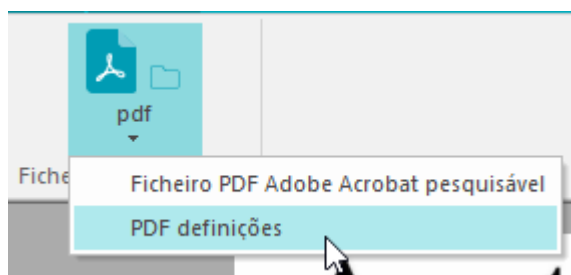 pdf
Fiche
Ficheiro PDF Adobe Acrobat pesquisável
PDF definições